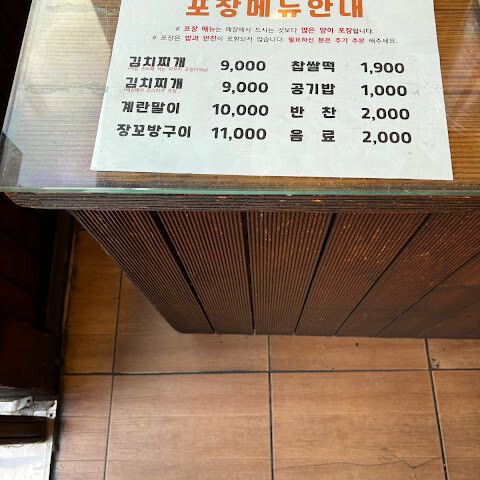 포장메뉴안내
# 포장 메뉴는 매장에서 드시는 것보다 많은 양이 포장됩니다.
# 포장은 밥과 반찬이 포함되지 않습니다. 필요하신 분은 추가 주문 해주세요.
김치찌개 9,000 찹쌀떡 1,900
김치찌개 9,000 공기밥 1,000
계란말이 10,000 반 찬 2,000
장꼬방구이 11,000 음 료 2,000